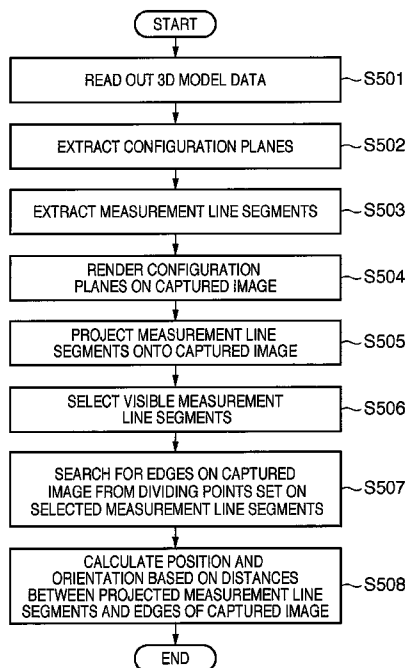 START
READ OUT 3D MODEL DATA
S501
EXTRACT CONFIGURATION PLANES
S502
EXTRACT MEASUREMENT LINE SEGMENTS
S503
RENDER CONFIGURATION
PLANES ON CAPTURED IMAGE
S504
PROJECT MEASUREMENT LINE
SEGMENTS ONTO CAPTURED IMAGE
S505
SELECT VISIBLE MEASUREMENT
LINE SEGMENTS
S506
SEARCH FOR EDGES ON CAPTURED
IMAGE FROM DIVIDING POINTS SET ON
SELECTED MEASUREMENT LINE SEGMENTS
S507
CALCULATE POSITION AND
ORIENTATION BASED ON DISTANCES
BETWEEN PROJECTED MEASUREMENT LINE
SEGMENTS AND EDGES OF CAPTURED IMAGE
S508
END